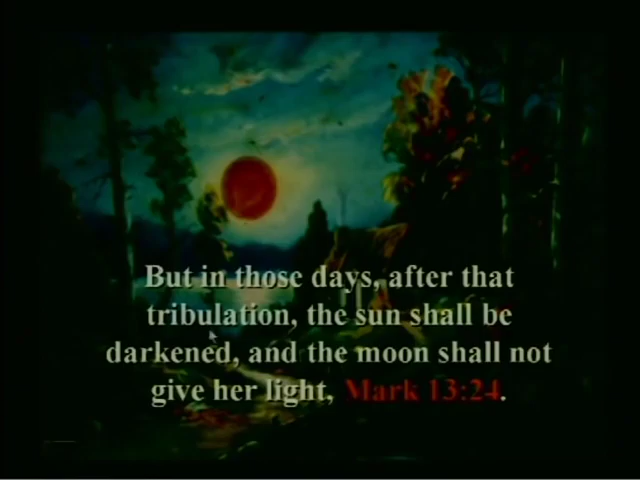 But in those days, after that
tribulation, the sun shall be
darkened, and the moon shall not
give her light, Mark 13:24.